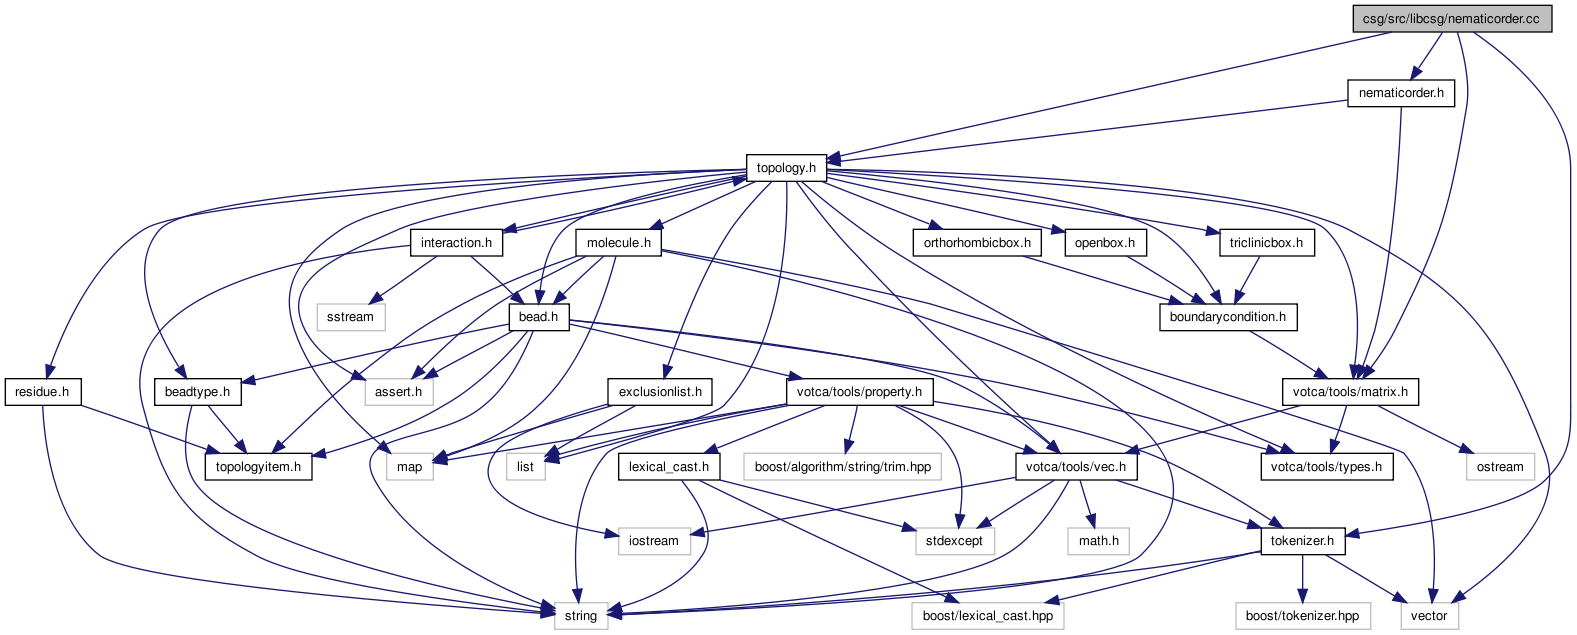 csg/src/libcsg/nematicorder.cc
nematicorder.h
topology.h
interaction.h
molecule.h
orthorhombicbox.h
openbox.h
triclinicbox.h
sstream
bead.h
boundarycondition.h
residue.h
beadtype.h
assert.h
exclusionlist.h
votca/tools/property.h
votca/tools/matrix.h
topologyitem.h
map
list
lexical_cast.h
boost/algorithm/string/trim.hpp
votca/tools/vec.h
votca/tools/types.h
ostream
iostream
stdexcept
math.h
tokenizer.h
string
boost/lexical_cast.hpp
boost/tokenizer.hpp
vector